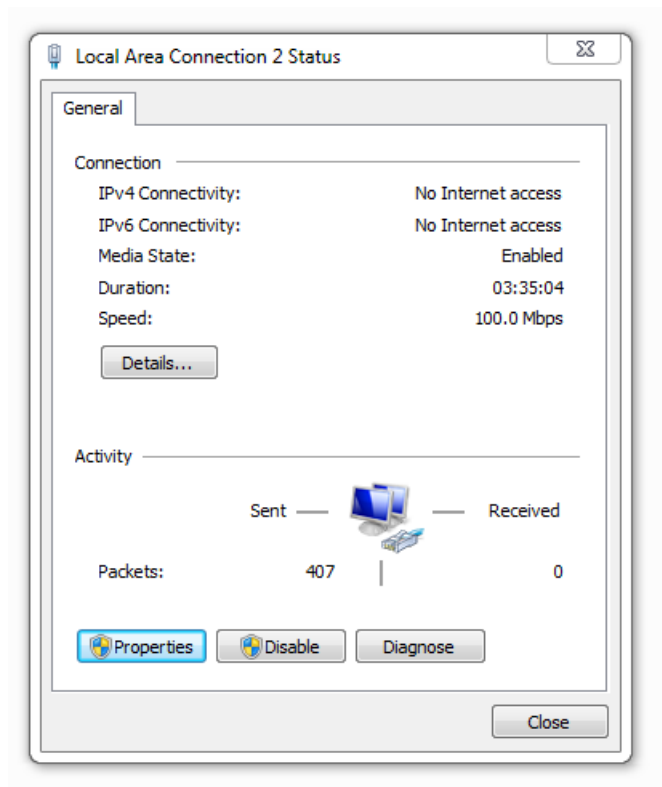 Local Area Connection 2 Status
General
Connection
IPv4 Connectivity: No Internet access
IPv6 Connectivity: No Internet access
Media State: Enabled
Duration: 03:35:04
Speed: 100.0 Mbps
Details...
Activity
Sent Received
Packets: 407 0
Properties Disable Diagnose
Close